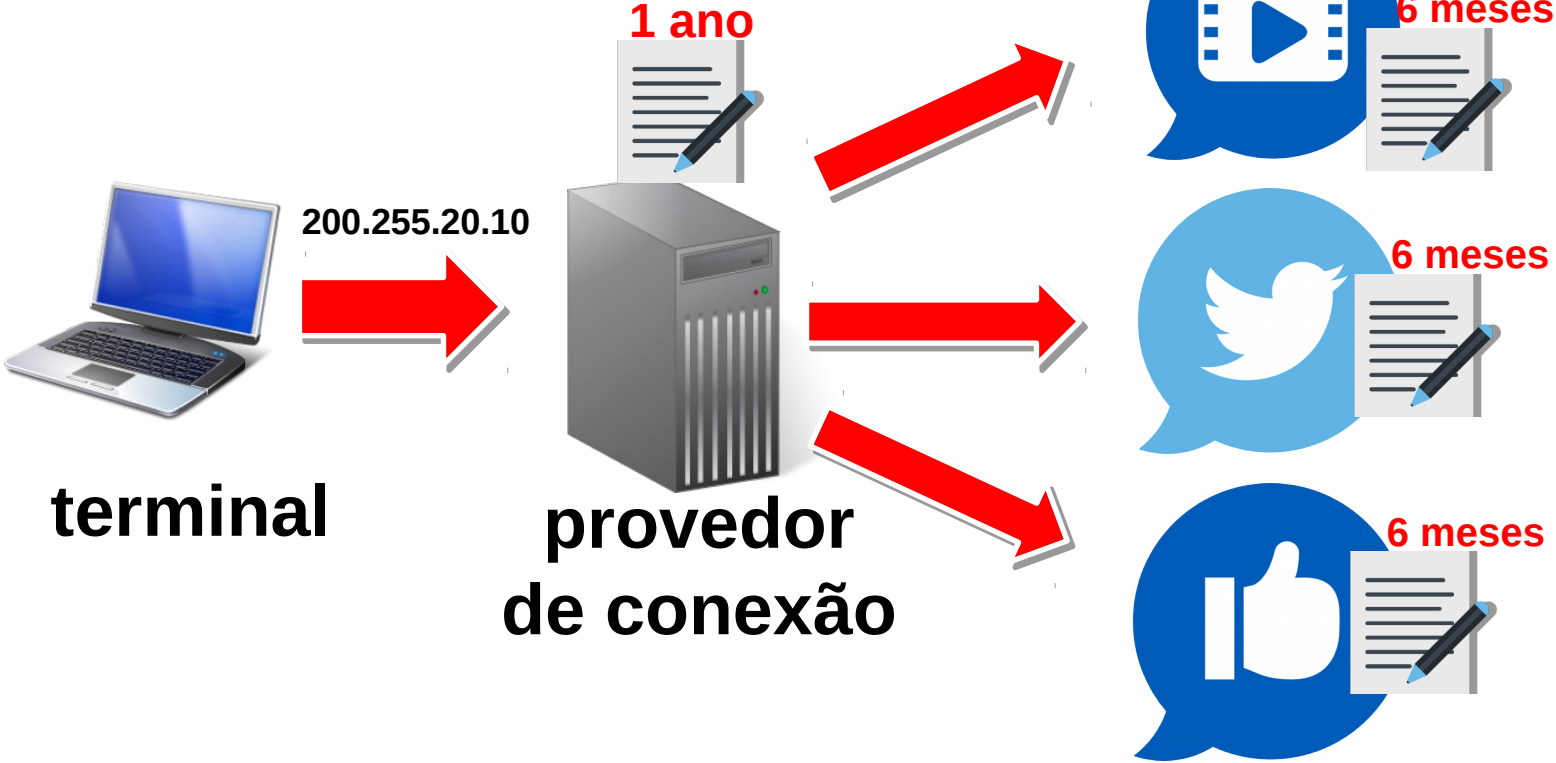 1 ano
6 meses
200.255.20.10
6 meses
terminal
provedor
de conexão
6 meses